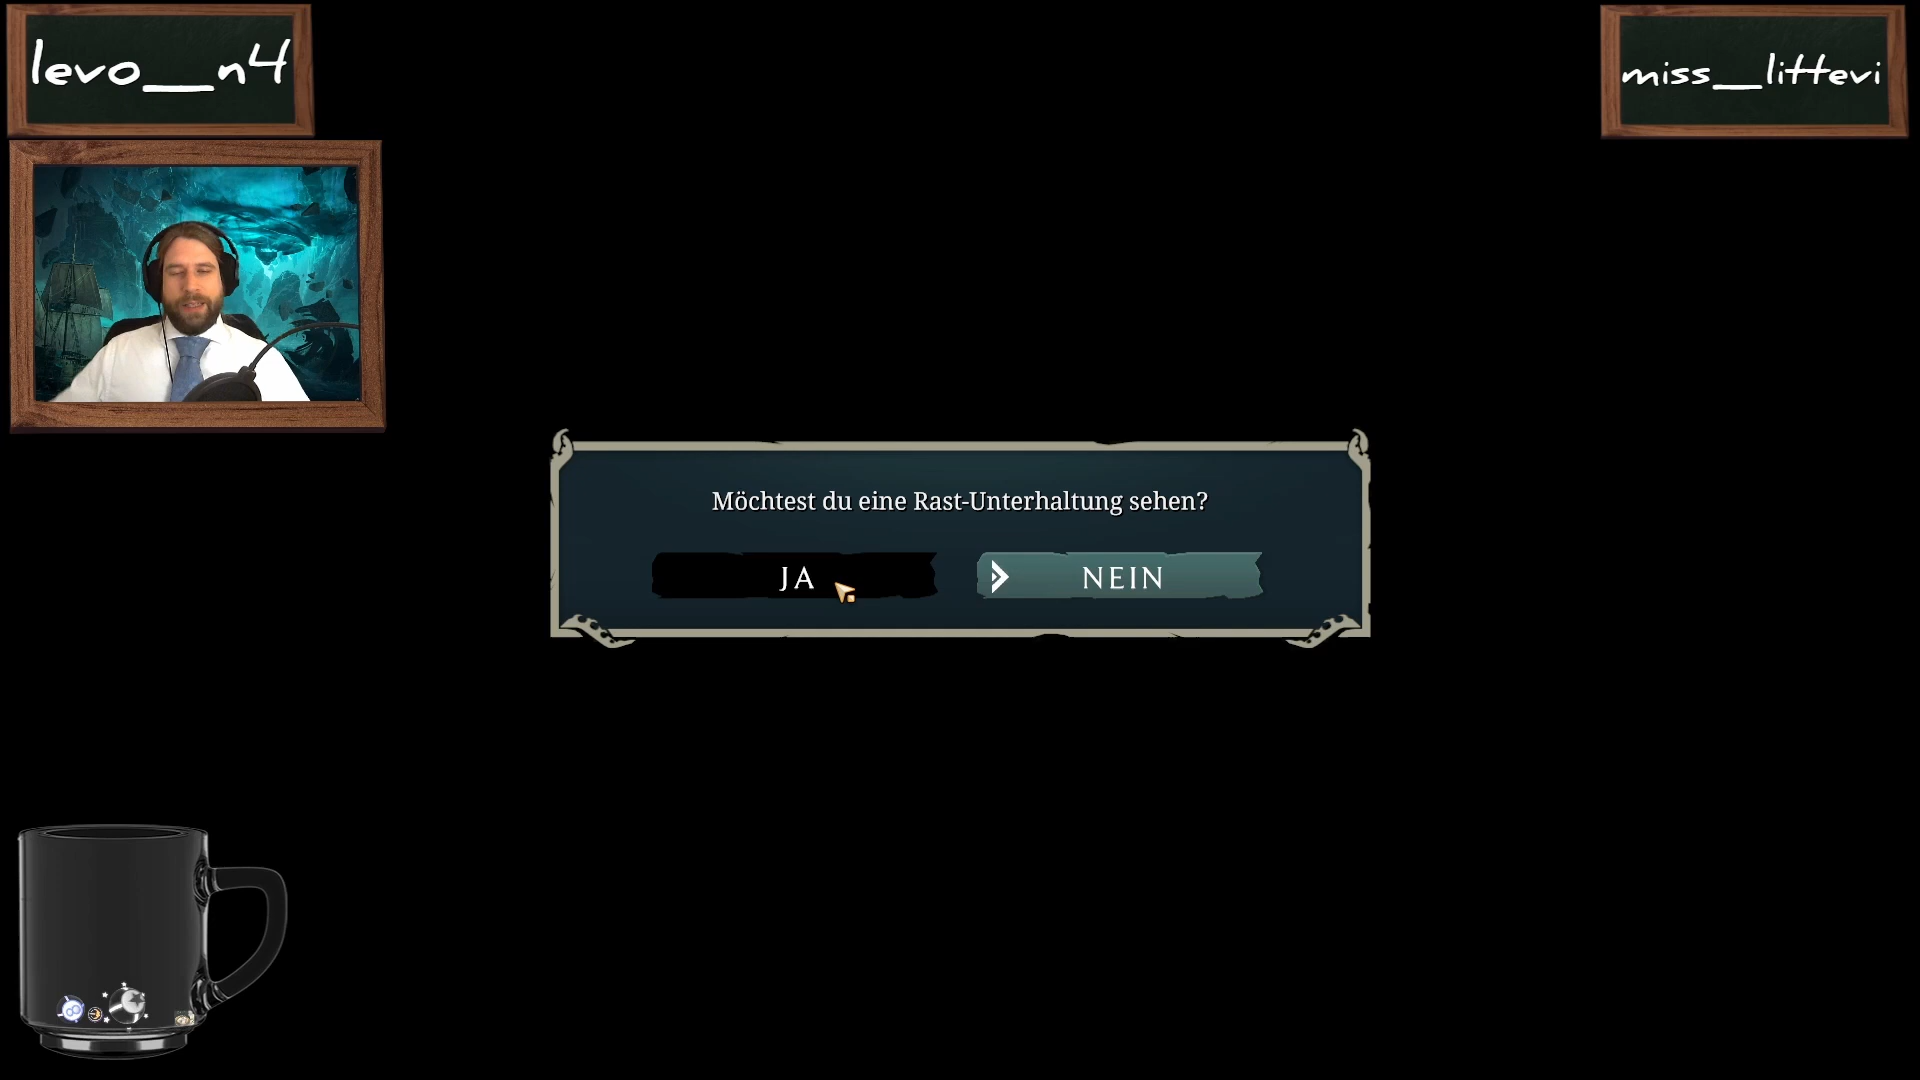 levo__n4
miss__littevi
Möchtest du eine Rast-Unterhaltung sehen?
JA
NEIN